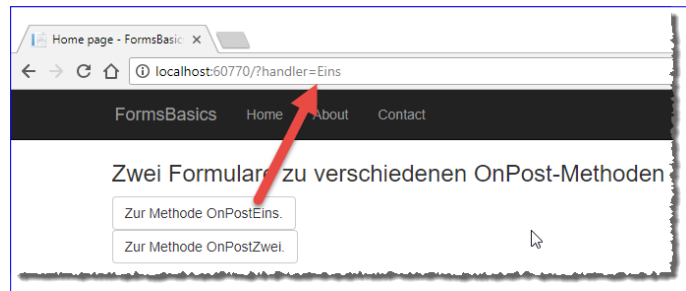 Home page - FormsBasic
localhost:60770/?handler=Eins
FormsBasics Home About Contact
Zwei Formulare zu verschiedenen OnPost-Methoden
Zur Methode OnPostEins.
Zur Methode OnPostZwei.